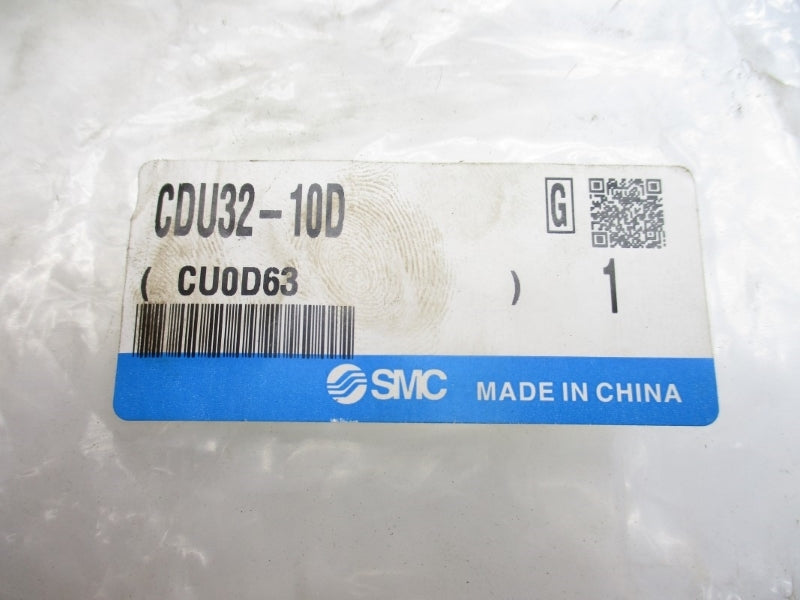 CDU32-10D G
( CU0D63 ) 1
SMC MADE IN CHINA